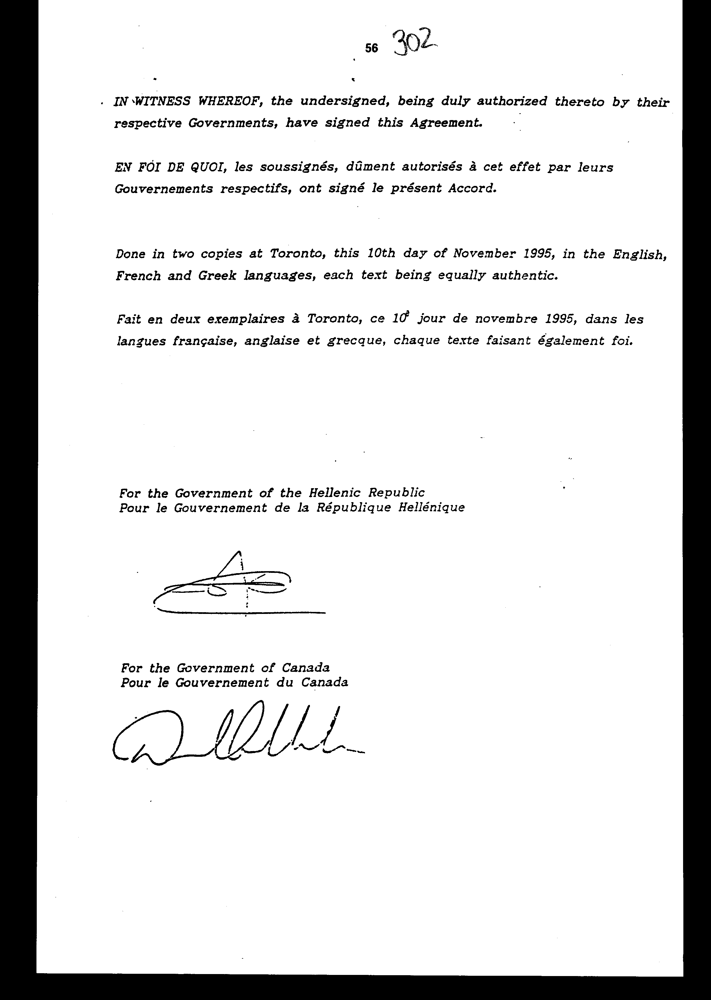 56 302
IN WITNESS WHEREOF, the undersigned, being duly authorized thereto by their
respective Governments, have signed this Agreement.
EN FOI DE QUOI, les soussignés, dûment autorisés à cet effet par leurs
Gouvernements respectifs, ont signé le présent Accord.
Done in two copies at Toronto, this 10th day of November 1995, in the English,
French and Greek languages, each text being equally authentic.
Fait en deux exemplaires à Toronto, ce 10è jour de novembre 1995, dans les
langues française, anglaise et grecque, chaque texte faisant également foi.
For the Government of the Hellenic Republic
Pour le Gouvernement de la République Hellénique
For the Government of Canada
Pour le Gouvernement du Canada